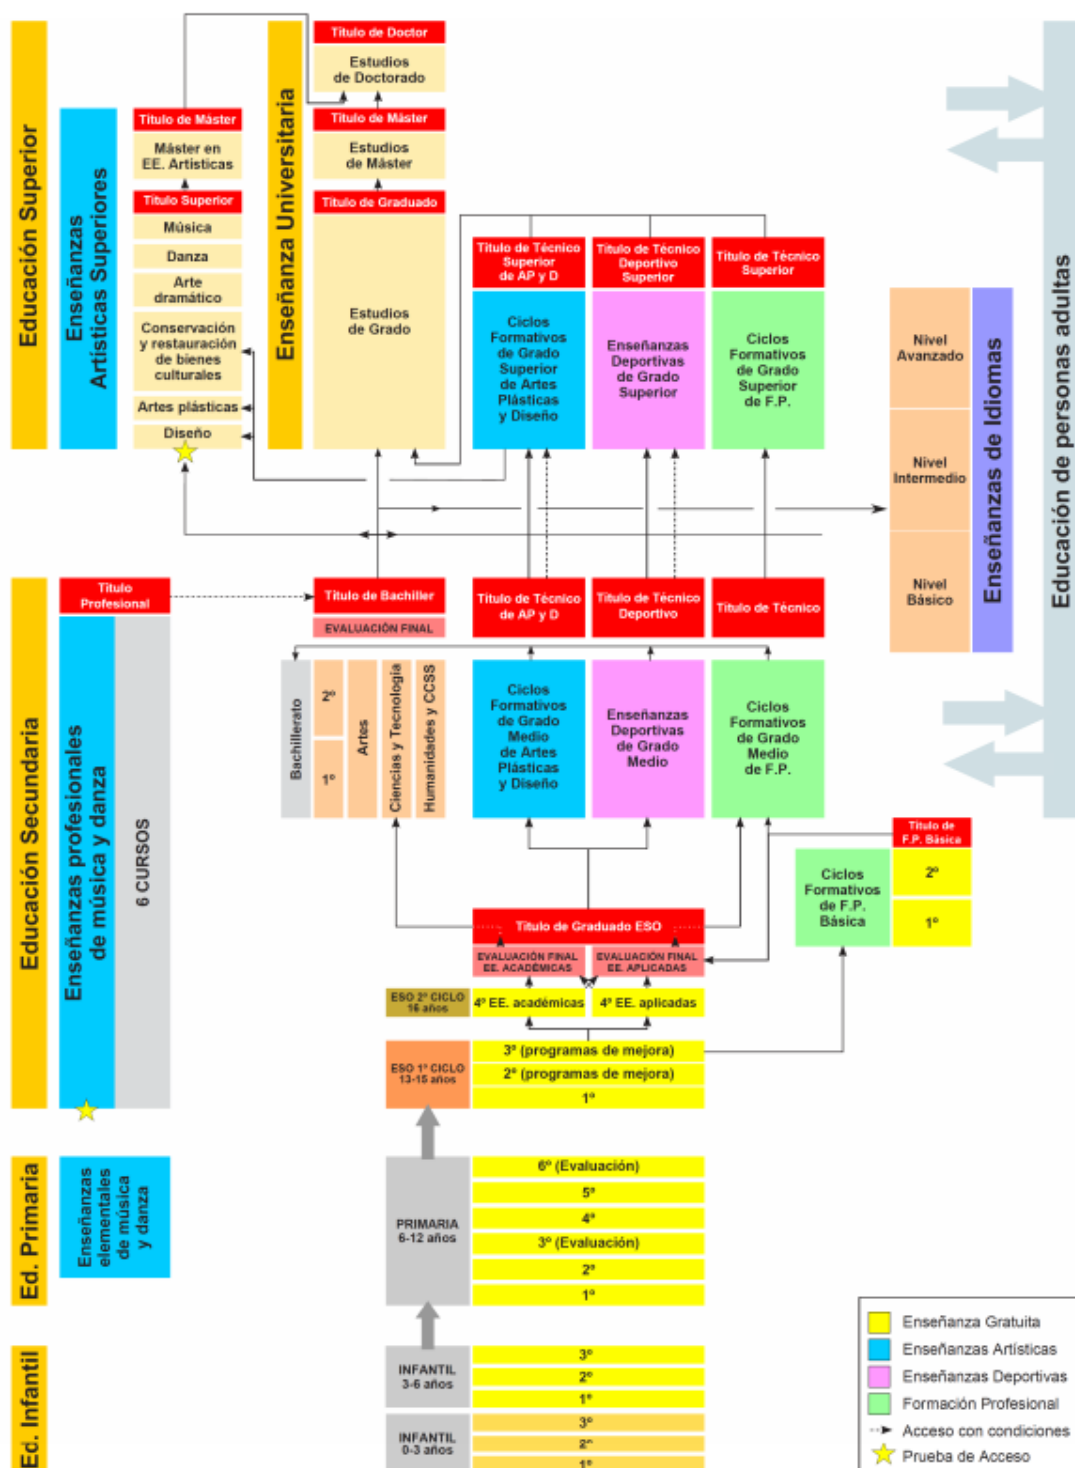 Educación Superior
Enseñanzas
Artísticas Superiores
Título de Máster
Máster en
EE. Artísticas
Título Superior
Música
Danza
Arte
dramático
Conservación
y restauración
de bienes
culturales
Artes plásticas
Diseño
Enseñanza Universitaria
Título de Doctor
Estudios
de Doctorado
Título de Máster
Estudios
de Máster
Título de Graduado
Estudios
de Grado
Título de Técnico
Superior
de AP y D
Ciclos
Formativos
de Grado
Superior
de Artes
Plásticas
y Diseño
Título de Técnico
Deportivo
Superior
Enseñanzas
Deportivas
de Grado
Superior
Título de Técnico
Superior
Ciclos
Formativos
de Grado
Superior
de F.P.
Nivel
Avanzado
Nivel
Intermedio
Nivel
Básico
Enseñanzas de Idiomas
Educación de personas adultas
Educación Secundaria
Título
Profesional
Enseñanzas profesionales
de música y danza
6 CURSOS
Título de Bachiller
EVALUACIÓN FINAL
Bachillerato
2º
1º
Artes
Ciencias y Tecnología
Humanidades y CCSS
Título de Técnico
de AP y D
Ciclos
Formativos
de Grado
Medio
de Artes
Plásticas
y Diseño
Título de Técnico
Deportivo
Enseñanzas
Deportivas
de Grado
Medio
Título de Técnico
Ciclos
Formativos
de Grado
Medio
de F.P.
Título de
F.P. Básica
Ciclos
Formativos
de F.P.
Básica
2º
1º
Título de Graduado ESO
EVALUACIÓN FINAL
EE. ACADÉMICAS
EVALUACIÓN FINAL
EE. APLICADAS
ESO 2º CICLO
16 años
4º EE. académicas
4º EE. aplicadas
ESO 1º CICLO
13-15 años
3º (programas de mejora)
2º (programas de mejora)
1º
Ed. Primaria
Enseñanzas
elementales
de música
y danza
PRIMARIA
6-12 años
6º (Evaluación)
5º
4º
3º (Evaluación)
2º
1º
Ed. Infantil
INFANTIL
3-6 años
3º
2º
1º
INFANTIL
0-3 años
3º
2º
1º
Enseñanza Gratuita
Enseñanzas Artísticas
Enseñanzas Deportivas
Formación Profesional
Acceso con condiciones
Prueba de Acceso